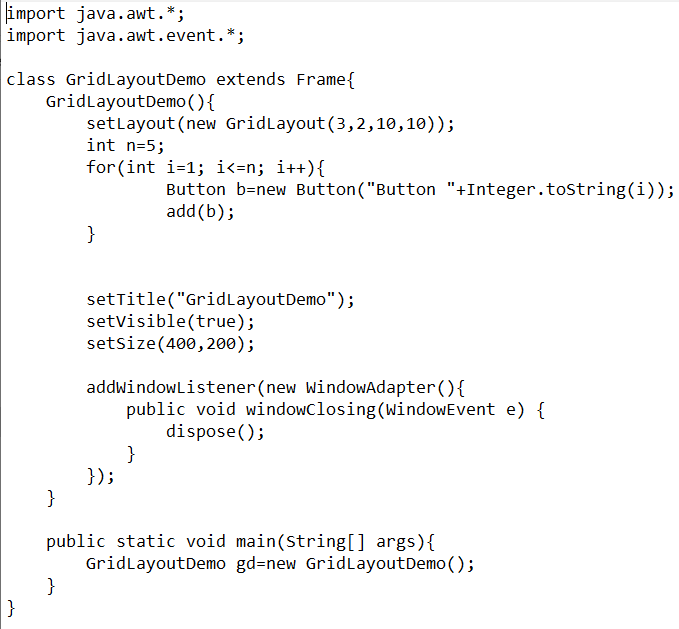 import java.awt.*;
import java.awt.event.*;

class GridLayoutDemo extends Frame{
    GridLayoutDemo(){
        setLayout(new GridLayout(3,2,10,10));
        int n=5;
        for(int i=1; i<=n; i++){
                Button b=new Button("Button "+Integer.toString(i));
                add(b);
        }


        setTitle("GridLayoutDemo");
        setVisible(true);
        setSize(400,200);

        addWindowListener(new WindowAdapter(){
            public void windowClosing(WindowEvent e) {
                dispose();
            }
        });
    }

    public static void main(String[] args){
        GridLayoutDemo gd=new GridLayoutDemo();
    }
}